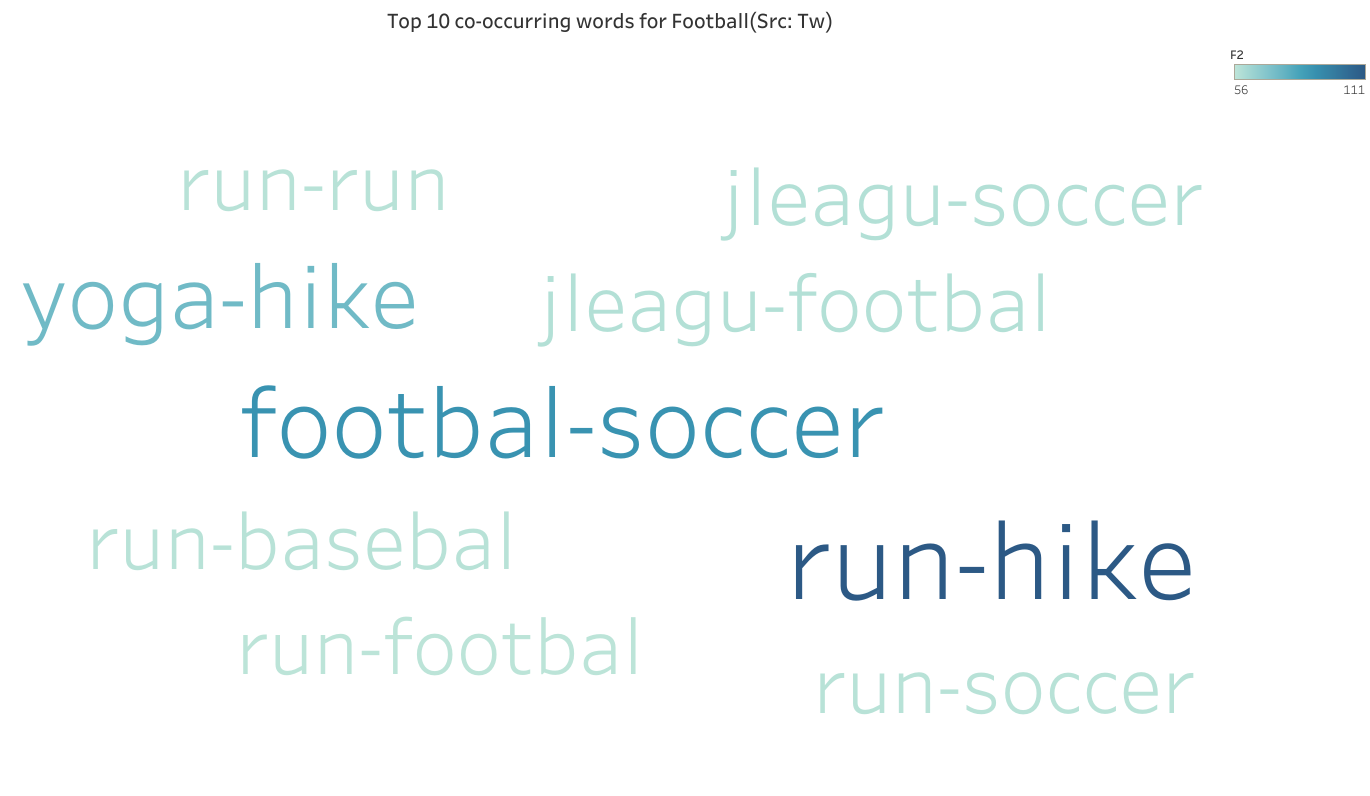 Top 10 co-occurring words for Football(Src: Tw)
F2
56 111
run-run
jleagu-soccer
yoga-hike
jleagu-footbal
footbal-soccer
run-basebal
run-hike
run-footbal
run-soccer